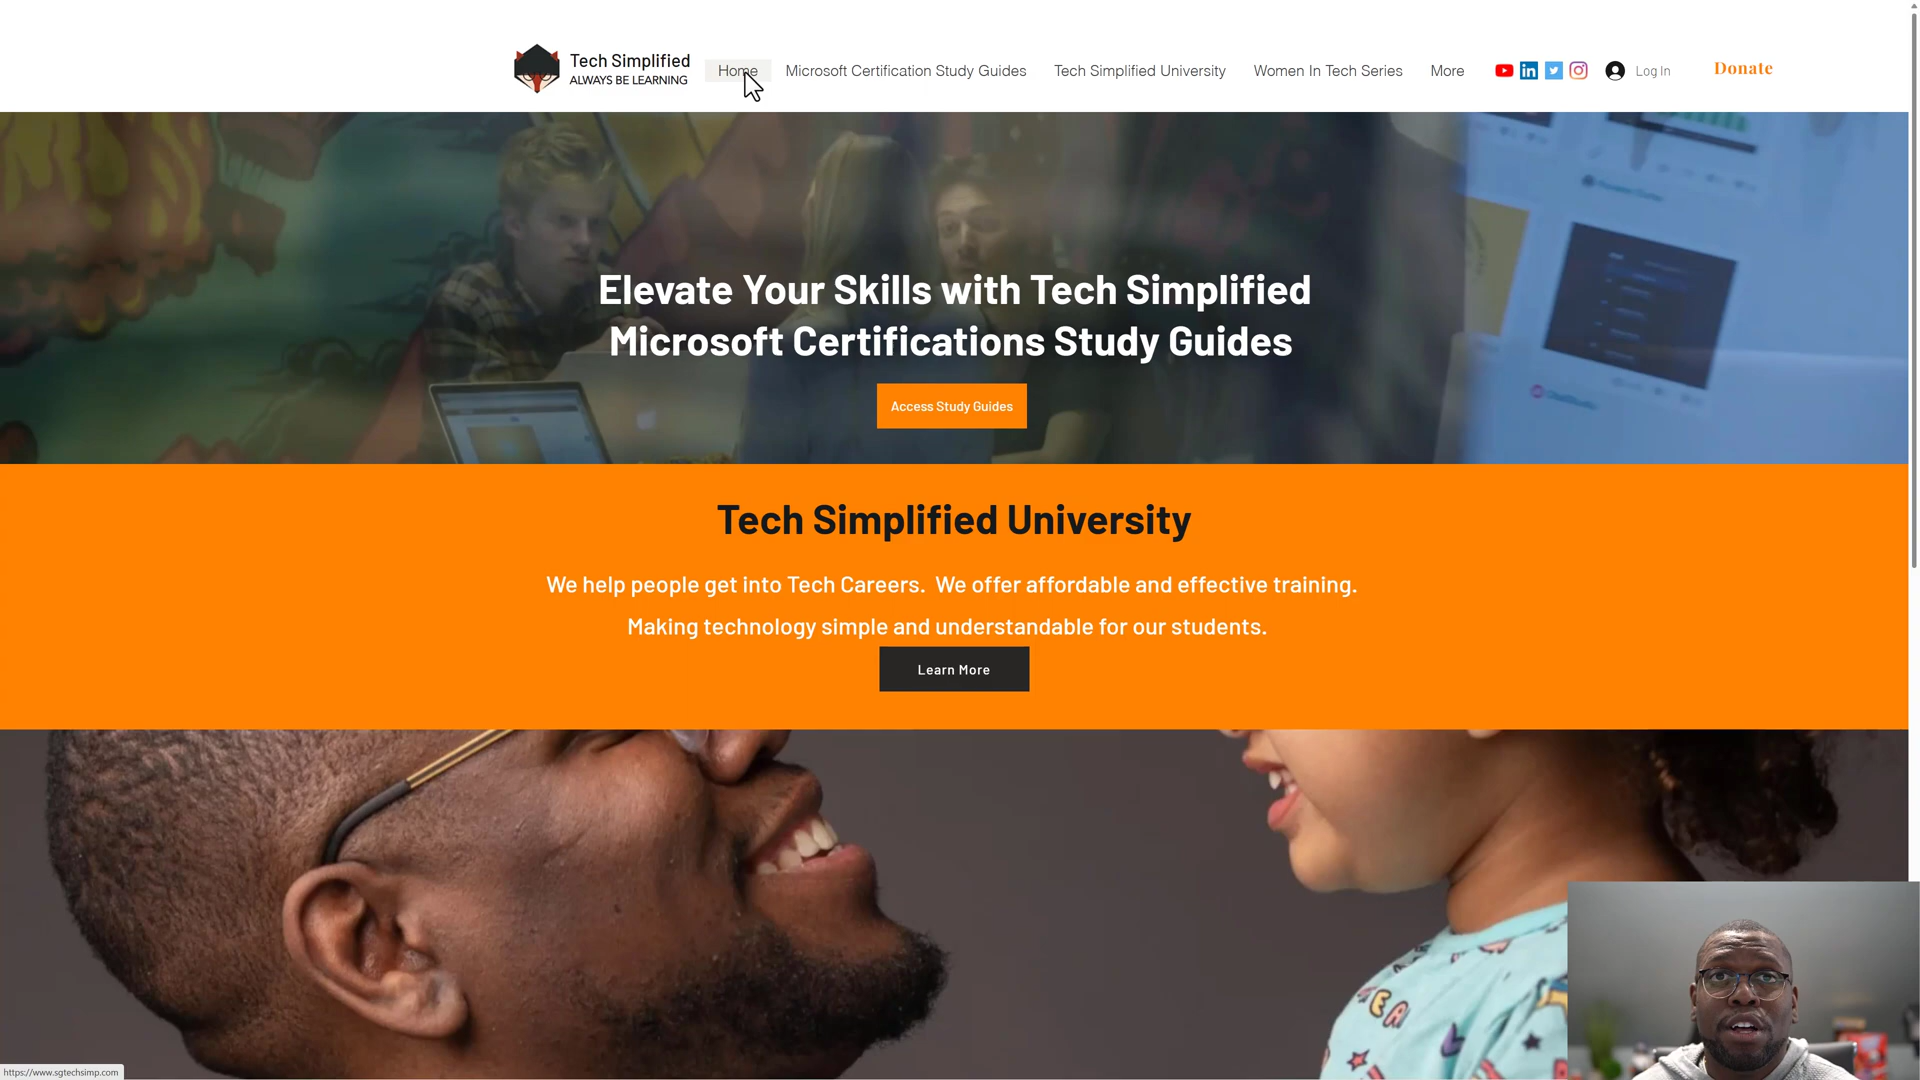 Tech Simplified
ALWAYS BE LEARNING
Home
Microsoft Certification Study Guides
Tech Simplified University
Women In Tech Series
More
Log In
Donate
Elevate Your Skills with Tech Simplified
Microsoft Certifications Study Guides
Access Study Guides
Tech Simplified University
We help people get into Tech Careers. We offer affordable and effective training.
Making technology simple and understandable for our students.
Learn More
https://www.sgtechsimp.com